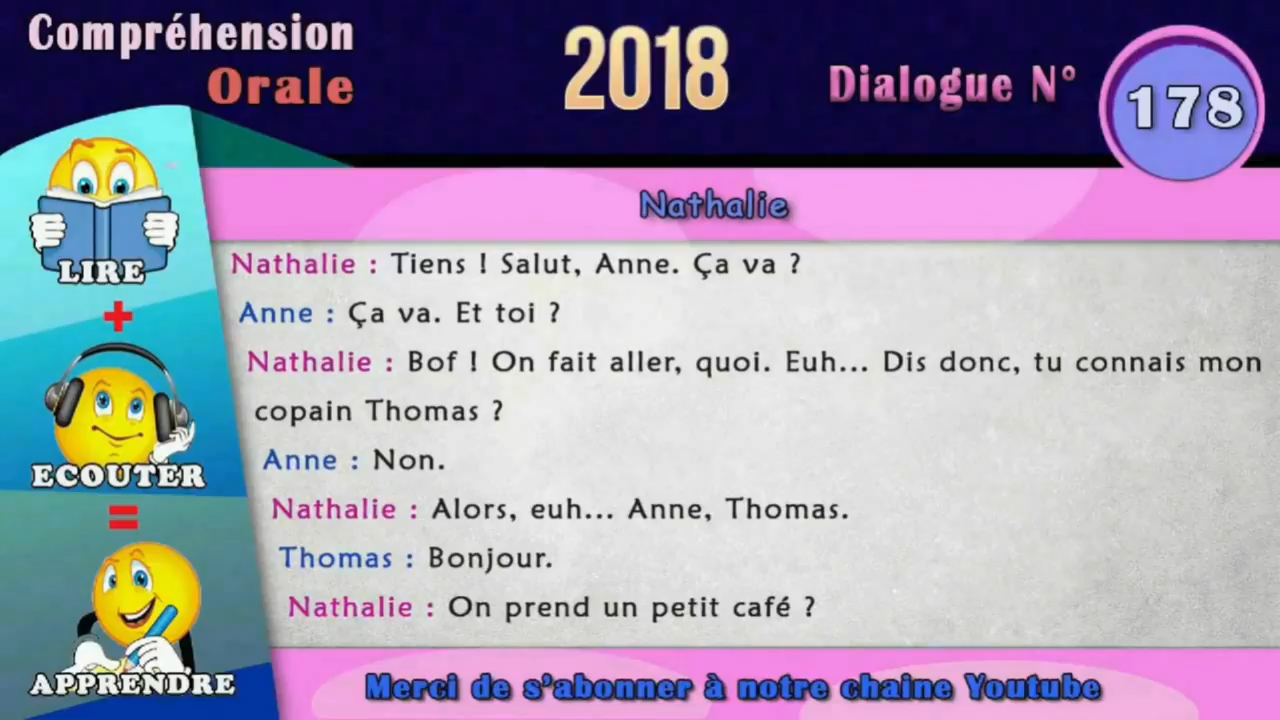 Compréhension
Orale
2018
Dialogue N°
178
Nathalie
Nathalie : Tiens ! Salut, Anne. Ça va ?
Anne : Ça va. Et toi ?
Nathalie : Bof ! On fait aller, quoi. Euh... Dis donc, tu connais mon
copain Thomas ?
Anne : Non.
Nathalie : Alors, euh... Anne, Thomas.
Thomas : Bonjour.
Nathalie : On prend un petit café ?
LIRE
+
ECOUTER
=
APPRENDRE
Merci de s'abonner à notre chaine Youtube